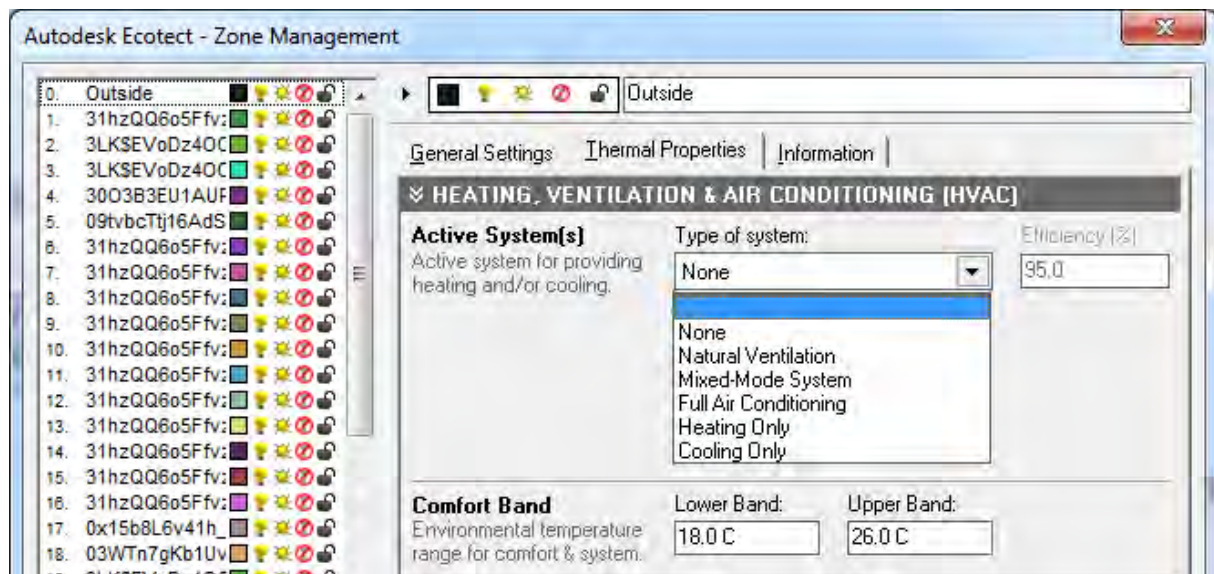 Autodesk Ecotect - Zone Management
0. Outside
1. 31hzQQ6o5Ffv:
2. 3LK$EVoDz4OC
3. 3LK$EVoDz4OC
4. 30O3B3EU1AUF
5. 09tvbcTtj16AdS
6. 31hzQQ6o5Ffv:
7. 31hzQQ6o5Ffv:
8. 31hzQQ6o5Ffv:
9. 31hzQQ6o5Ffv:
10. 31hzQQ6o5Ffv:
11. 31hzQQ6o5Ffv:
12. 31hzQQ6o5Ffv:
13. 31hzQQ6o5Ffv:
14. 31hzQQ6o5Ffv:
15. 31hzQQ6o5Ffv:
16. 31hzQQ6o5Ffv:
17. 0x15b8L6v41h_
18. 03WTn7gKb1Uv
Outside
General Settings Thermal Properties Information
HEATING, VENTILATION & AIR CONDITIONING (HVAC)
Active System(s) Type of system: Efficiency (%)
Active system for providing
heating and/or cooling.
None 95.0
None
Natural Ventilation
Mixed-Mode System
Full Air Conditioning
Heating Only
Cooling Only
Comfort Band Lower Band: Upper Band:
Environmental temperature
range for comfort & system.
18.0 C 26.0 C